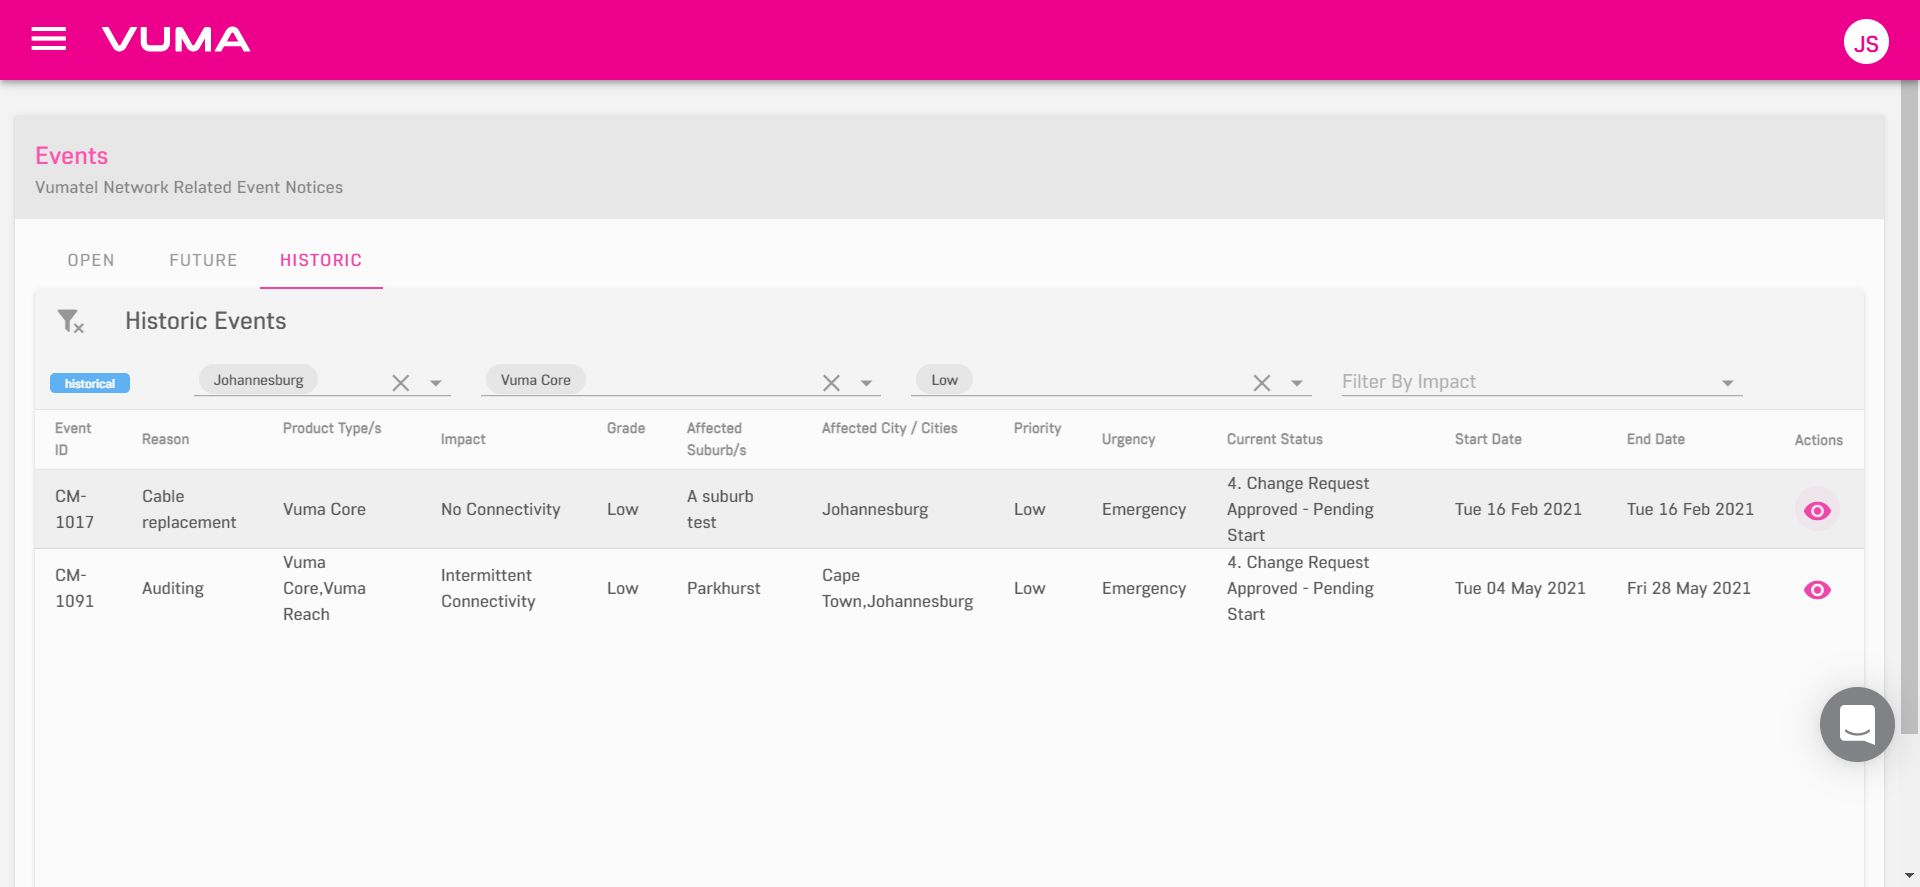 VUMA
JS
Events
Vumatel Network Related Event Notices
OPEN FUTURE HISTORIC
Historic Events
historical Johannesburg Vuma Core Low Filter By Impact
Event ID Reason Product Type/s Impact Grade Affected Suburb/s Affected City / Cities Priority Urgency Current Status Start Date End Date Actions
CM-1017 Cable replacement Vuma Core No Connectivity Low A suburb test Johannesburg Low Emergency 4. Change Request Approved - Pending Start Tue 16 Feb 2021 Tue 16 Feb 2021
CM-1091 Auditing Vuma Core,Vuma Reach Intermittent Connectivity Low Parkhurst Cape Town,Johannesburg Low Emergency 4. Change Request Approved - Pending Start Tue 04 May 2021 Fri 28 May 2021